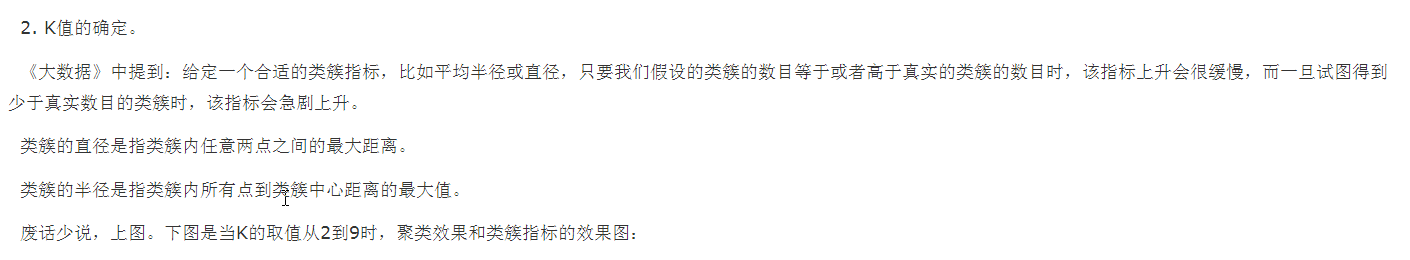 2. K值的确定。
《大数据》中提到：给定一个合适的类簇指标，比如平均半径或直径，只要我们假设的类簇的数目等于或者高于真实的类簇的数目时，该指标上升会很缓慢，而一旦试图得到
少于真实数目的类簇时，该指标会急剧上升。
类簇的直径是指类簇内任意两点之间的最大距离。
类簇的半径是指类簇内所有点到类簇中心距离的最大值。
废话少说，上图。下图是当K的取值从2到9时，聚类效果和类簇指标的效果图：